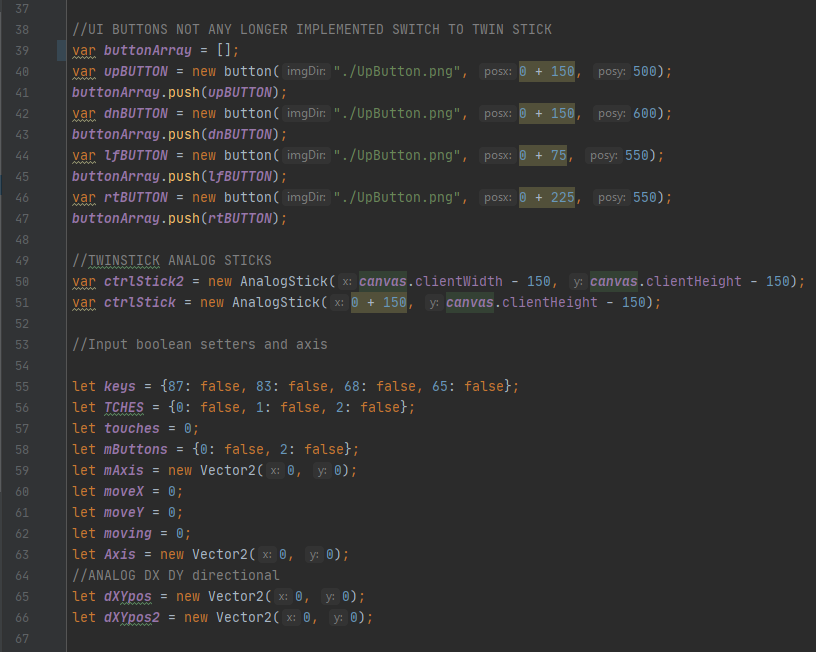 37
38 //UI BUTTONS NOT ANY LONGER IMPLEMENTED SWITCH TO TWIN STICK
39 var buttonArray = [];
40 var upBUTTON = new button( imgDir: "./UpButton.png", posx: 0 + 150, posy: 500);
41 buttonArray.push(upBUTTON);
42 var dnBUTTON = new button( imgDir: "./UpButton.png", posx: 0 + 150, posy: 600);
43 buttonArray.push(dnBUTTON);
44 var lfBUTTON = new button( imgDir: "./UpButton.png", posx: 0 + 75, posy: 550);
45 buttonArray.push(lfBUTTON);
46 var rtBUTTON = new button( imgDir: "./UpButton.png", posx: 0 + 225, posy: 550);
47 buttonArray.push(rtBUTTON);
48
49 //TWINSTICK ANALOG STICKS
50 var ctrlStick2 = new AnalogStick( x: canvas.clientWidth - 150, y: canvas.clientHeight - 150);
51 var ctrlStick = new AnalogStick( x: 0 + 150, y: canvas.clientHeight - 150);
52
53 //Input boolean setters and axis
54
55 let keys = {87: false, 83: false, 68: false, 65: false};
56 let TCHES = {0: false, 1: false, 2: false};
57 let touches = 0;
58 let mButtons = {0: false, 2: false};
59 let mAxis = new Vector2( x: 0, y: 0);
60 let moveX = 0;
61 let moveY = 0;
62 let moving = 0;
63 let Axis = new Vector2( x: 0, y: 0);
64 //ANALOG DX DY directional
65 let dXYpos = new Vector2( x: 0, y: 0);
66 let dXYpos2 = new Vector2( x: 0, y: 0);
67